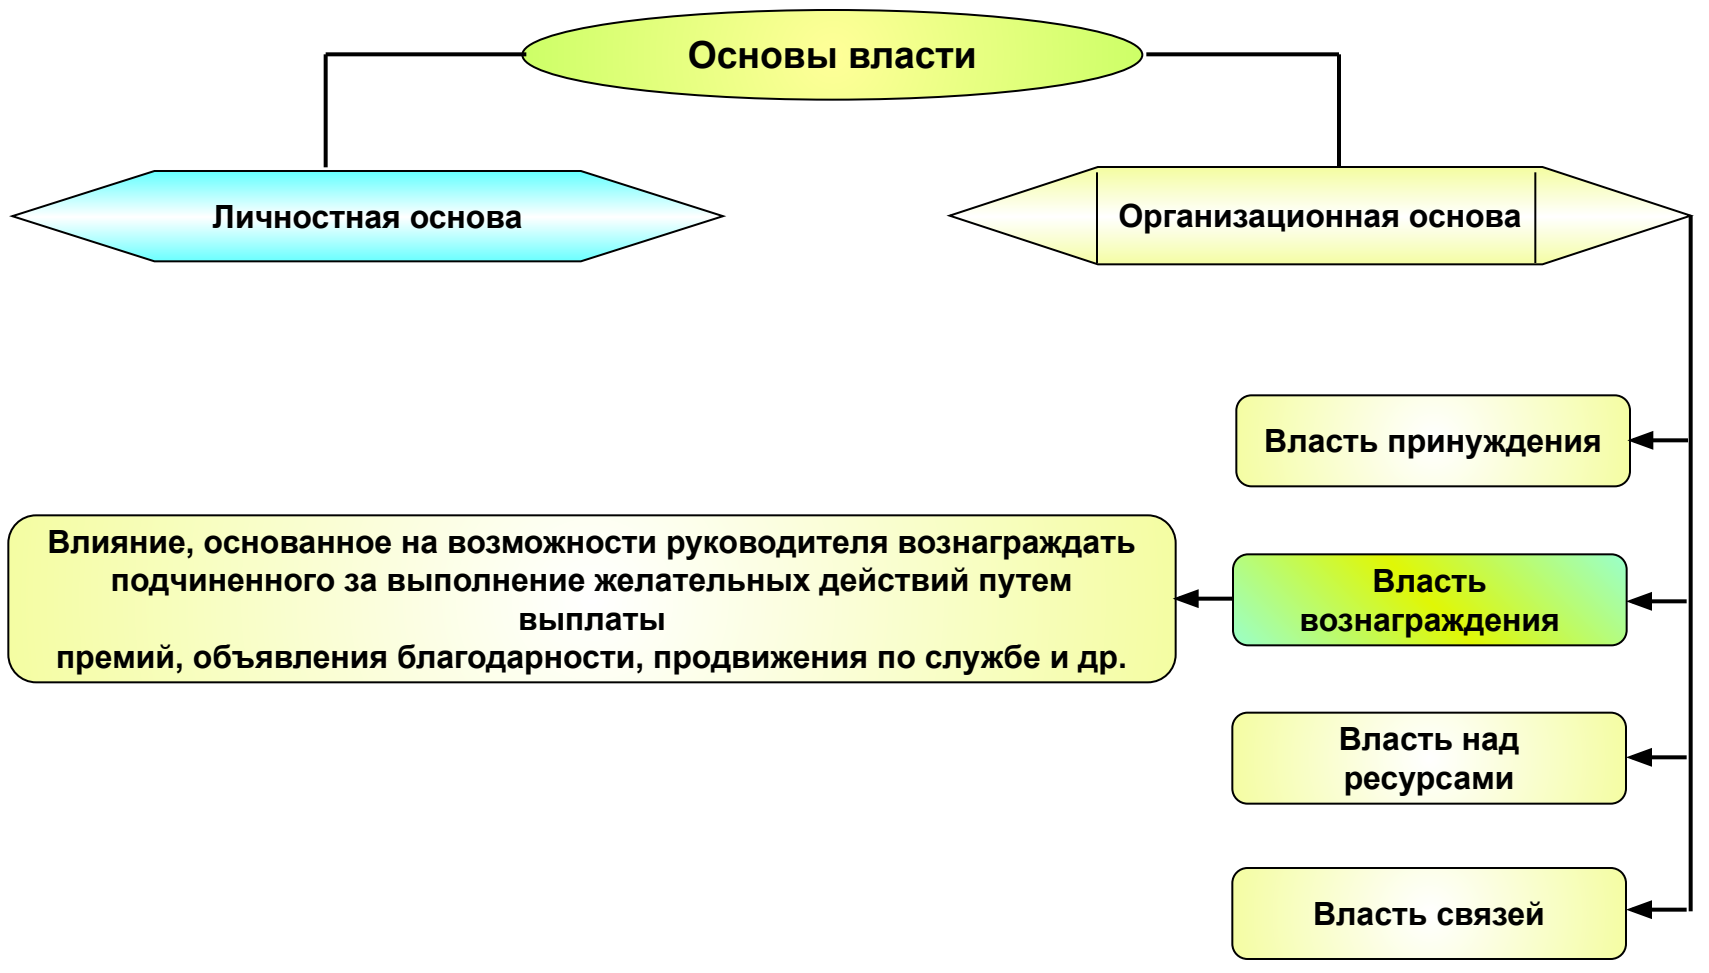 Основы власти
Личностная основа
Организационная основа
Власть принуждения
Влияние, основанное на возможности руководителя вознаграждать
подчиненного за выполнение желательных действий путем
выплаты
премий, объявления благодарности, продвижения по службе и др.
Власть
вознаграждения
Власть над
ресурсами
Власть связей